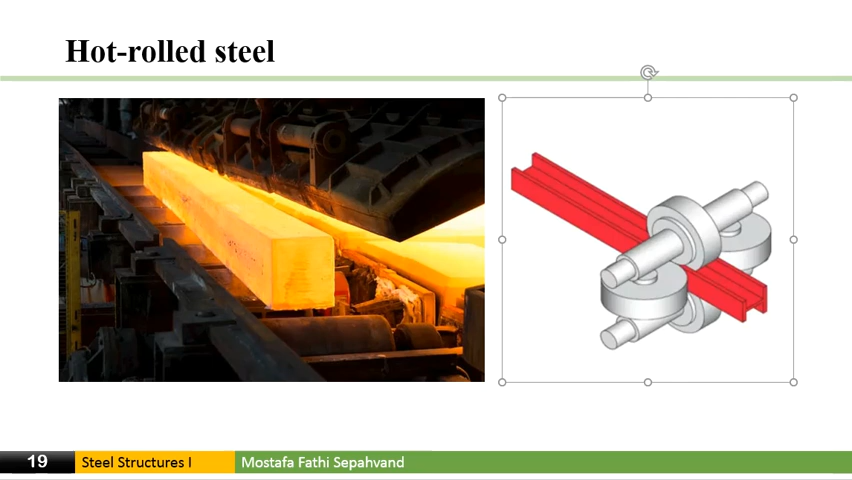 Hot-rolled steel
19
Steel Structures I
Mostafa Fathi Sepahvand